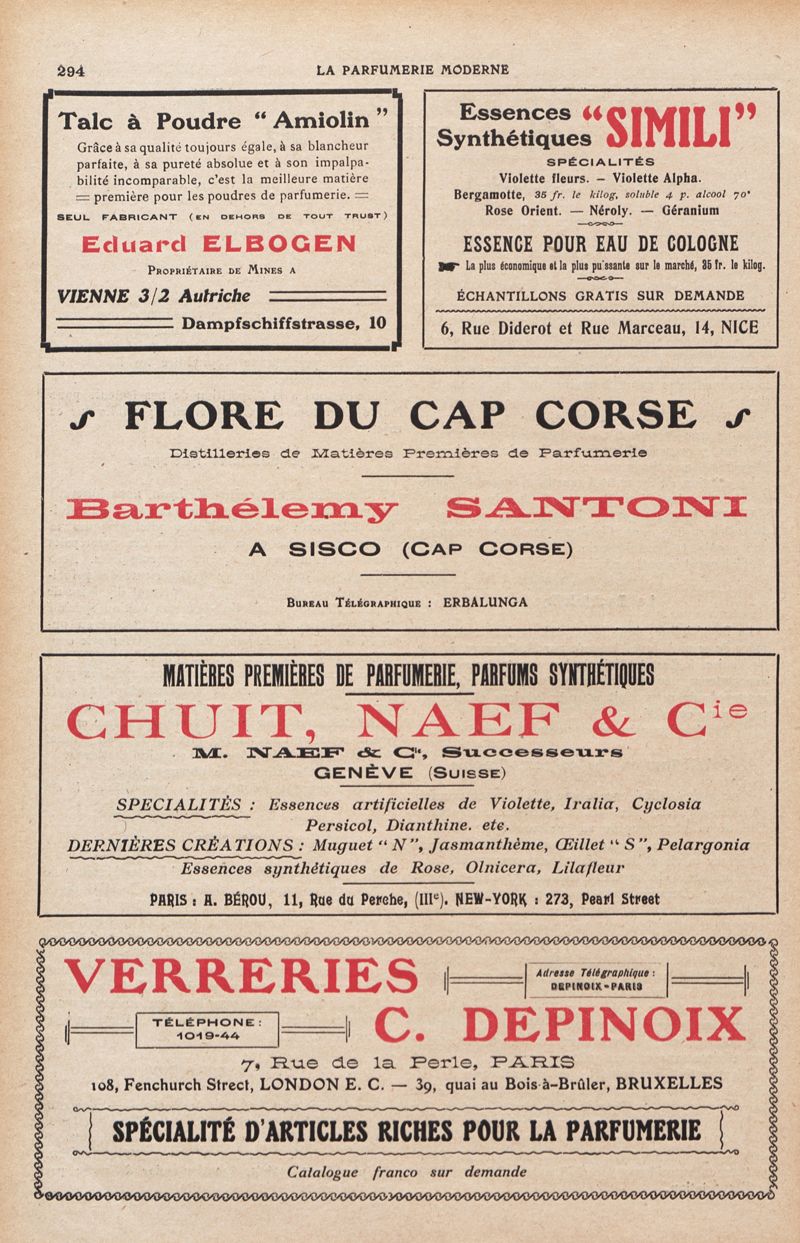 294
LA PARFUMERIE MODERNE
Talc à Poudre “ Amiolin ”
Grâce à sa qualité toujours égale, à sa blancheur
parfaite, à sa pureté absolue et à son impalpa-
bilité incomparable, c'est la meilleure matière
première pour les poudres de parfumerie.
SEUL FABRICANT (EN DEHORS DE TOUT TRUST)
Eduard ELBOGEN
PROPRIÉTAIRE DE MINES A
VIENNE 3/2 Autriche
Dampfschiffstrasse, 10
Essences “SIMILI”
Synthétiques
SPÉCIALITÉS
Violette fleurs. – Violette Alpha.
Bergamotte, 35 fr. le kilog, soluble 4 p. alcool 70°
Rose Orient. — Néroly. — Géranium
ESSENCE POUR EAU DE COLOGNE
La plus économique et la plus pu'ssante sur le marché, 35 fr. le kilog.
ÉCHANTILLONS GRATIS SUR DEMANDE
6, Rue Diderot et Rue Marceau, 14, NICE
FLORE DU CAP CORSE
Distilleries de Matières Premières de Parfumerie
Barthélemy SANTONI
A SISCO (CAP CORSE)
BUREAU TÉLÉGRAPHIQUE : ERBALUNGA
MATIÈRES PREMIÈRES DE PARFUMERIE, PARFUMS SYNTHÉTIQUES
CHUIT, NAEF & Cie
M. NAEF & Cie, Successeurs
GENÈVE (SUISSE)
SPECIALITÉS : Essences artificielles de Violette, Iralia, Cyclosia
Persicol, Dianthine. etc.
DERNIÈRES CRÉATIONS : Muguet “ N ”, Jasmanthème, Œillet “ S ”, Pelargonia
Essences synthétiques de Rose, Olnicera, Lilafleur
PARIS : A. BÉROU, 11, Rue du Perche, (IIIe). NEW-YORK : 273, Pearl Street
VERRERIES
Adresse Télégraphique :
DEPINOIX-PARIS
TÉLÉPHONE :
1019-44
C. DEPINOIX
7, Rue de la Perle, PARIS
108, Fenchurch Street, LONDON E. C. — 39, quai au Bois-à-Brûler, BRUXELLES
SPÉCIALITÉ D'ARTICLES RICHES POUR LA PARFUMERIE
Catalogue franco sur demande